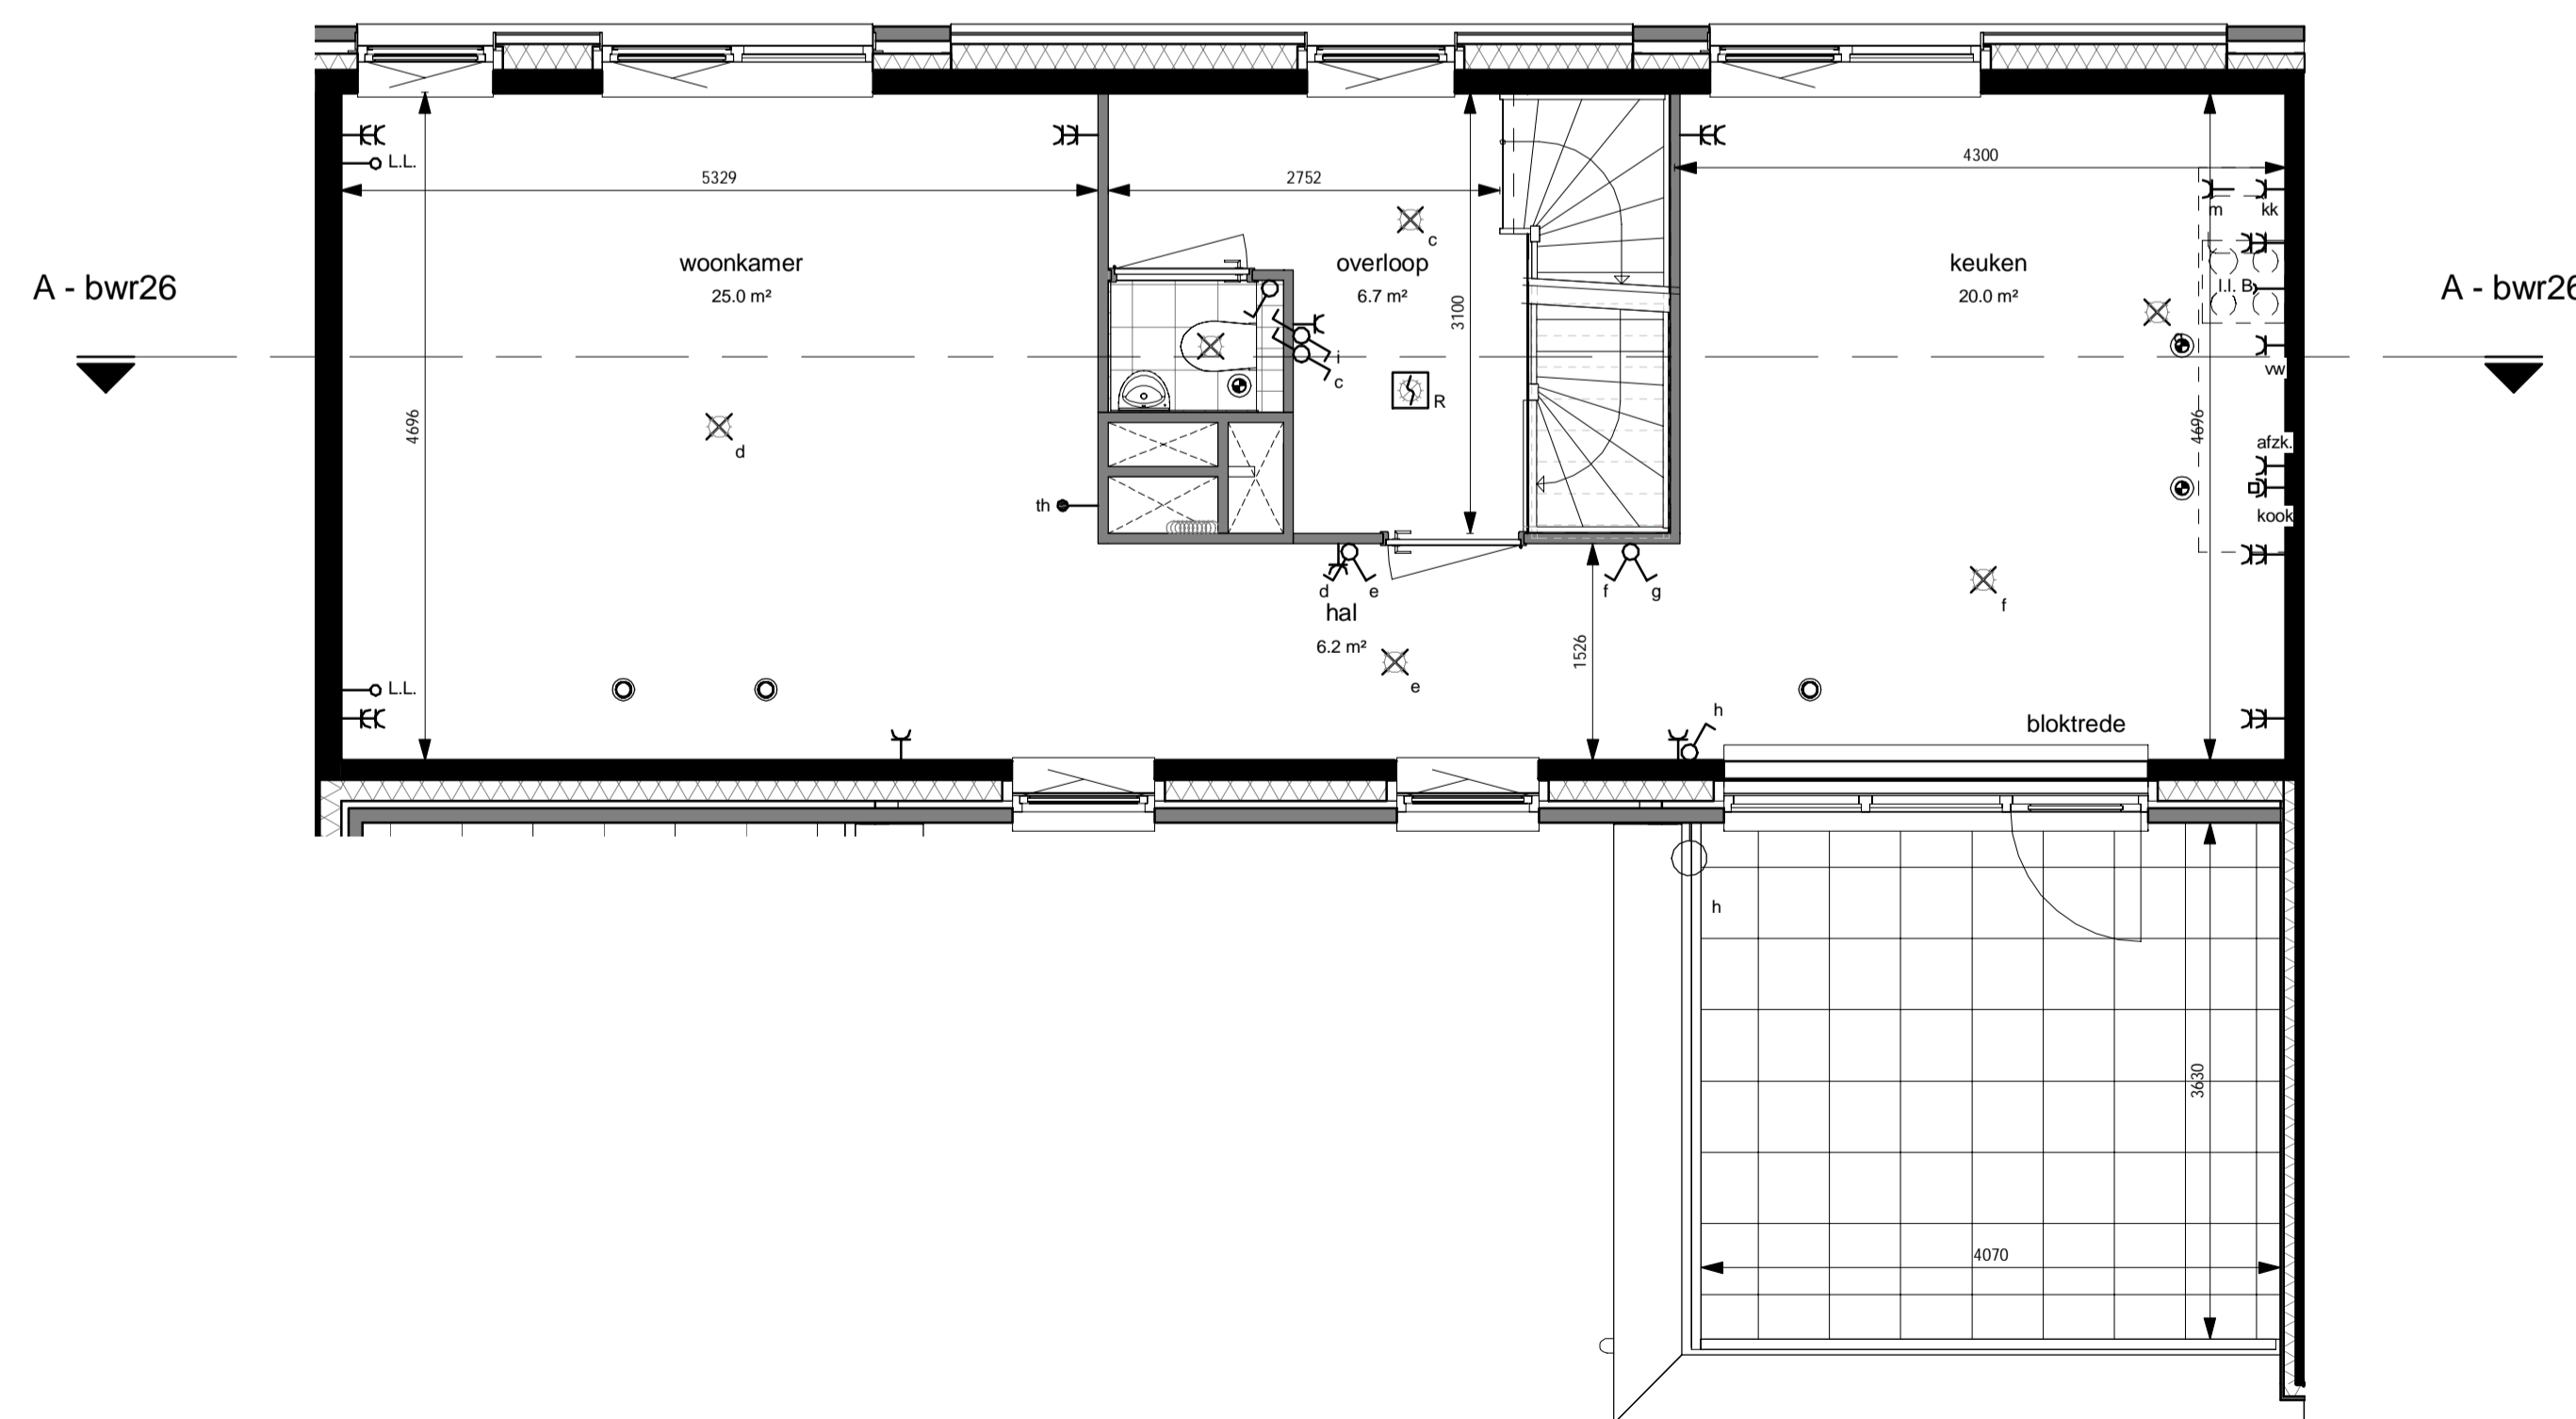 L.L.
5329
2752
4300
m
kk
c
woonkamer
25.0 m²
overloop
6.7 m²
keuken
20.0 m²
A - bwr26
A - bwr26
I.I. B
3100
i
c
vw
R
4696
d
4696
afzk.
th
kook
d
e
f
g
hal
6.2 m²
f
1526
e
L.L.
h
bloktrede
h
3630
4070